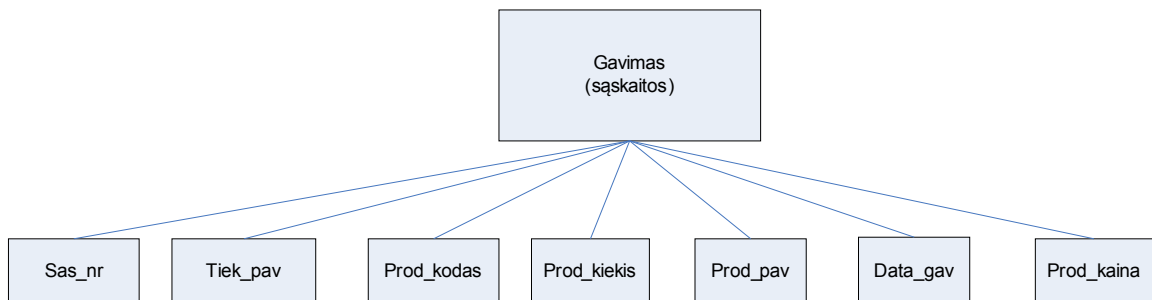 Gavimas
(sąskaitos)
Sas_nr
Tiek_pav
Prod_kodas
Prod_kiekis
Prod_pav
Data_gav
Prod_kaina